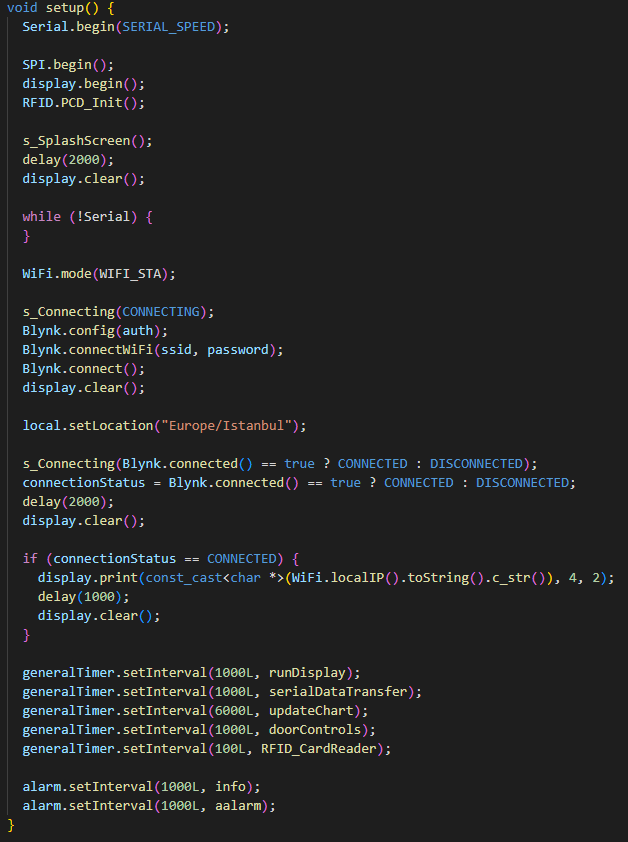 void setup() {
Serial.begin(SERIAL_SPEED);
SPI.begin();
display.begin();
RFID.PCD_Init();
s_SplashScreen();
delay(2000);
display.clear();
while (!Serial) {
}
WiFi.mode(WIFI_STA);
s_Connecting(CONNECTING);
Blynk.config(auth);
Blynk.connectWiFi(ssid, password);
Blynk.connect();
display.clear();
local.setLocation("Europe/Istanbul");
s_Connecting(Blynk.connected() == true ? CONNECTED : DISCONNECTED);
connectionStatus = Blynk.connected() == true ? CONNECTED : DISCONNECTED;
delay(2000);
display.clear();
if (connectionStatus == CONNECTED) {
display.print(const_cast<char *>(WiFi.localIP().toString().c_str()), 4, 2);
delay(1000);
display.clear();
}
generalTimer.setInterval(1000L, runDisplay);
generalTimer.setInterval(1000L, serialDataTransfer);
generalTimer.setInterval(6000L, updateChart);
generalTimer.setInterval(1000L, doorControls);
generalTimer.setInterval(100L, RFID_CardReader);
alarm.setInterval(1000L, info);
alarm.setInterval(1000L, aalarm);
}